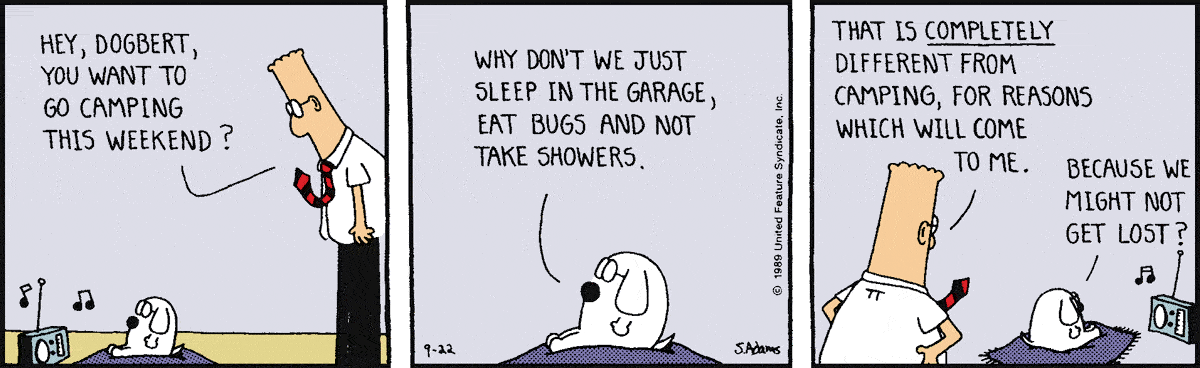 HEY, DOGBERT,
YOU WANT TO
GO CAMPING
THIS WEEKEND?
WHY DON'T WE JUST
SLEEP IN THE GARAGE,
EAT BUGS AND NOT
TAKE SHOWERS.
9-22
S.Adams
© 1989 United Feature Syndicate, Inc.
THAT IS COMPLETELY
DIFFERENT FROM
CAMPING, FOR REASONS
WHICH WILL COME
TO ME.
BECAUSE WE
MIGHT NOT
GET LOST?